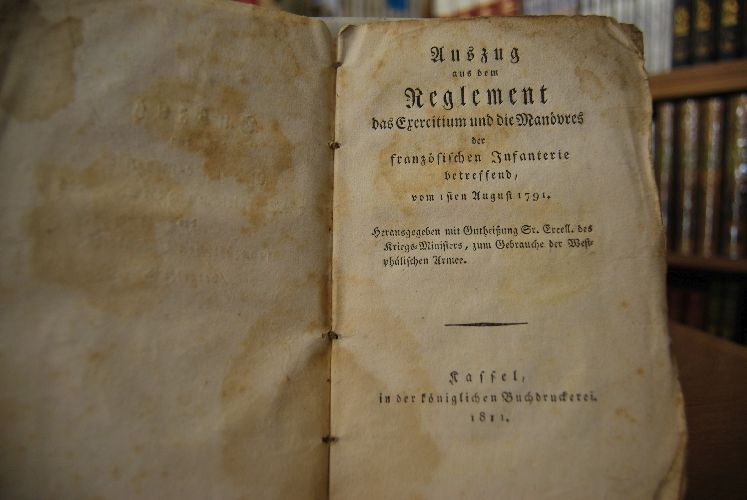 Auszug
aus dem
Reglement
das Exercitium und die Manövres
der
französischen Infanterie
betreffend,
vom 1sten August 1791.
Herausgegeben mit Gutheißung Sr. Excell. des
Kriegs-Ministers, zum Gebrauche der West-
phälischen Armee.
Kassel,
in der königlichen Buchdruckerei.
1811.